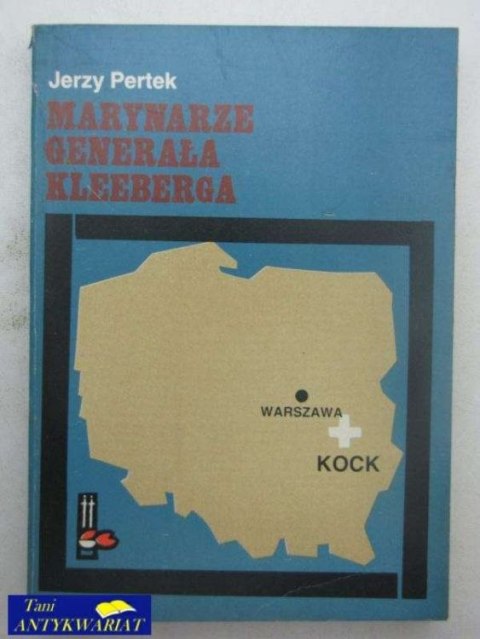 Jerzy Pertek
MARYNARZE
GENERAŁA
KLEEBERGA
WARSZAWA
KOCK
Tani
ANTYKWARIAT